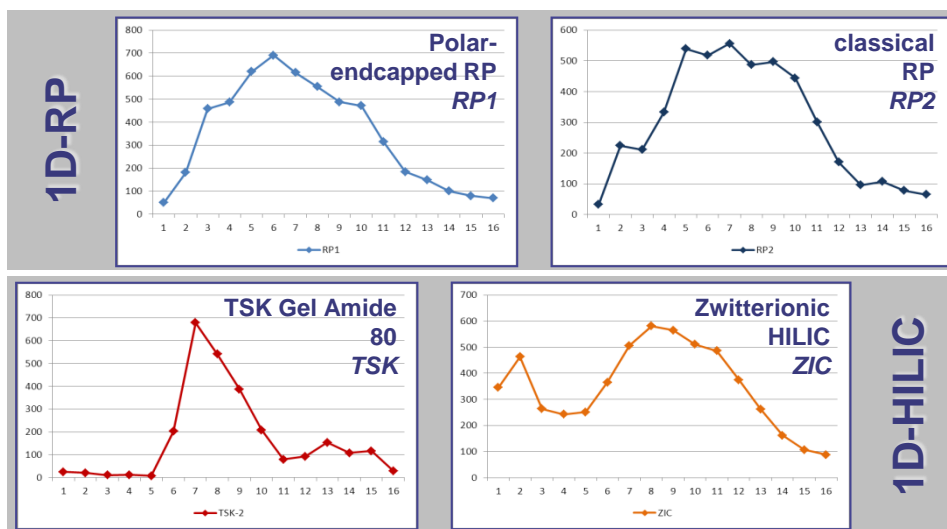 1D-RP
Polar-
endcapped RP
RP1
800
700
600
500
400
300
200
100
0
1 2 3 4 5 6 7 8 9 10 11 12 13 14 15 16
RP1
classical
RP
RP2
600
500
400
300
200
100
0
1 2 3 4 5 6 7 8 9 10 11 12 13 14 15 16
RP2
TSK Gel Amide
80
TSK
800
700
600
500
400
300
200
100
0
1 2 3 4 5 6 7 8 9 10 11 12 13 14 15 16
TSK-2
Zwitterionic
HILIC
ZIC
700
600
500
400
300
200
100
0
1 2 3 4 5 6 7 8 9 10 11 12 13 14 15 16
ZIC
1D-HILIC